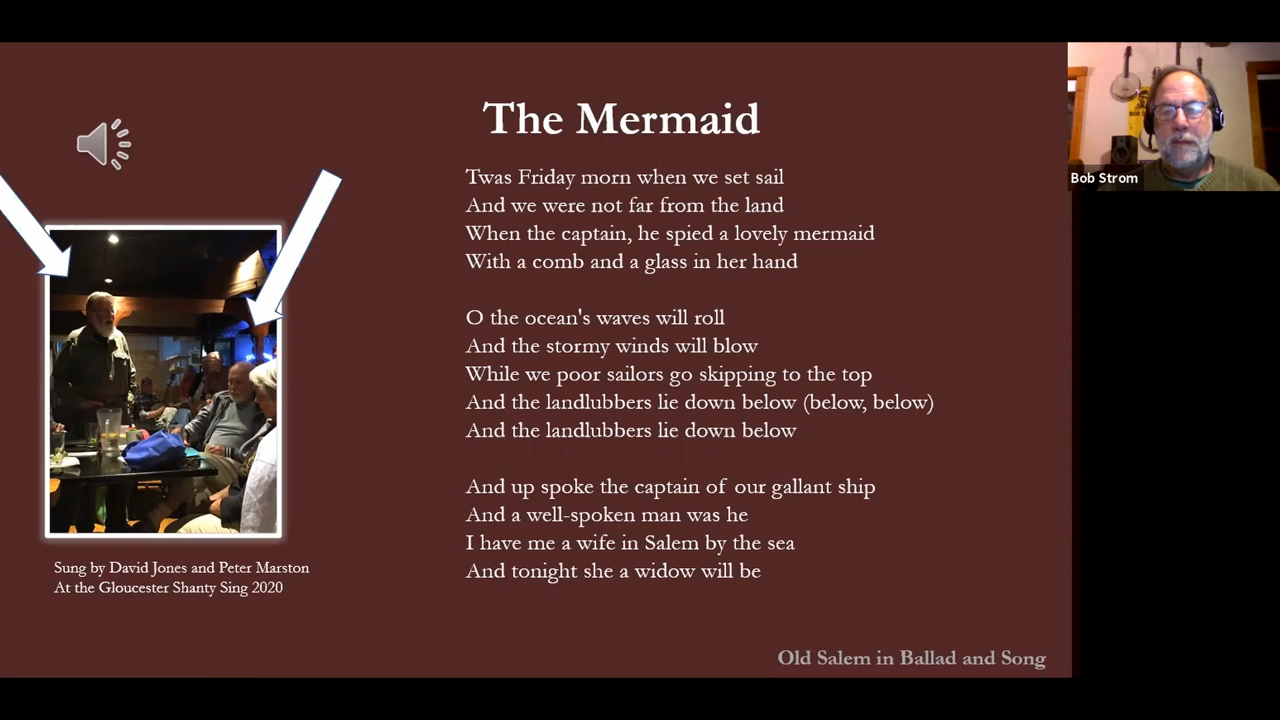 The Mermaid
Twas Friday morn when we set sail
And we were not far from the land
When the captain, he spied a lovely mermaid
With a comb and a glass in her hand
O the ocean's waves will roll
And the stormy winds will blow
While we poor sailors go skipping to the top
And the landlubbers lie down below (below, below)
And the landlubbers lie down below
And up spoke the captain of our gallant ship
And a well-spoken man was he
I have me a wife in Salem by the sea
And tonight she a widow will be
Sung by David Jones and Peter Marston
At the Gloucester Shanty Sing 2020
Old Salem in Ballad and Song
Bob Strom